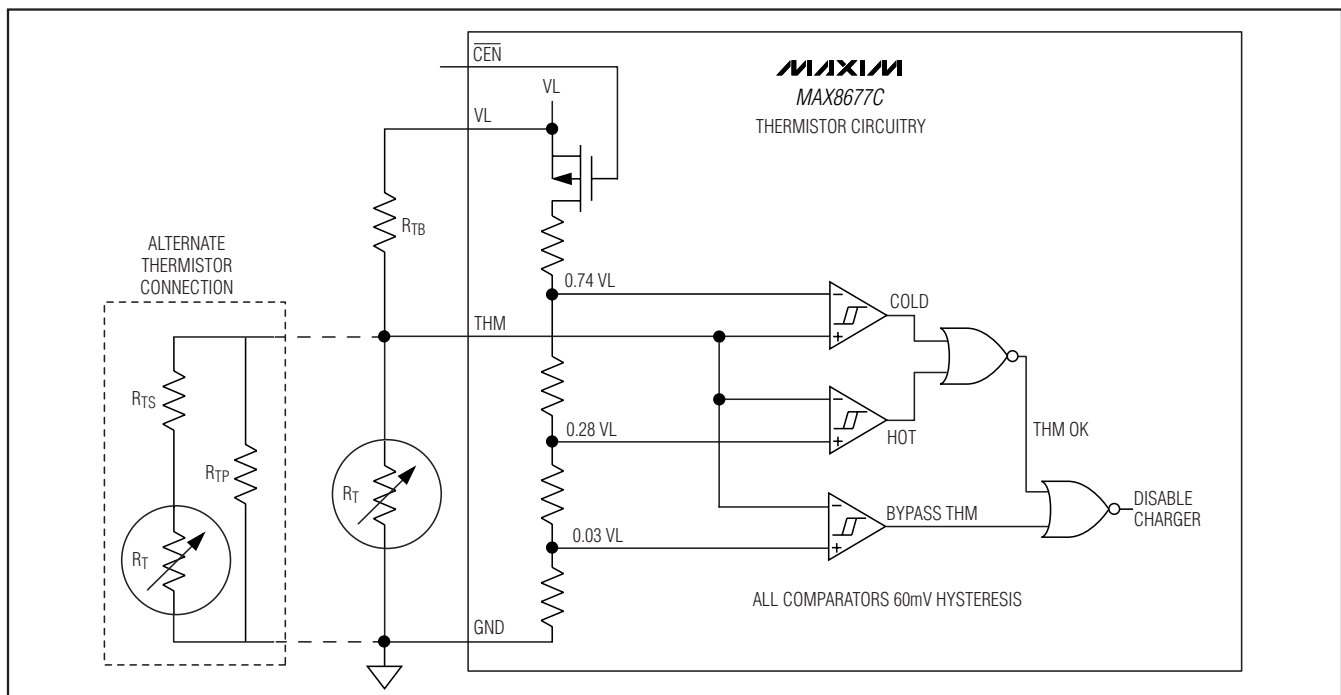 CEN
MAXIM
MAX8677C
THERMISTOR CIRCUITRY
VL
VL
RTB
ALTERNATE
THERMISTOR
CONNECTION
0.74 VL
COLD
THM
RTS
RTP
RT
RT
0.28 VL
HOT
THM OK
BYPASS THM
DISABLE
CHARGER
0.03 VL
ALL COMPARATORS 60mV HYSTERESIS
GND